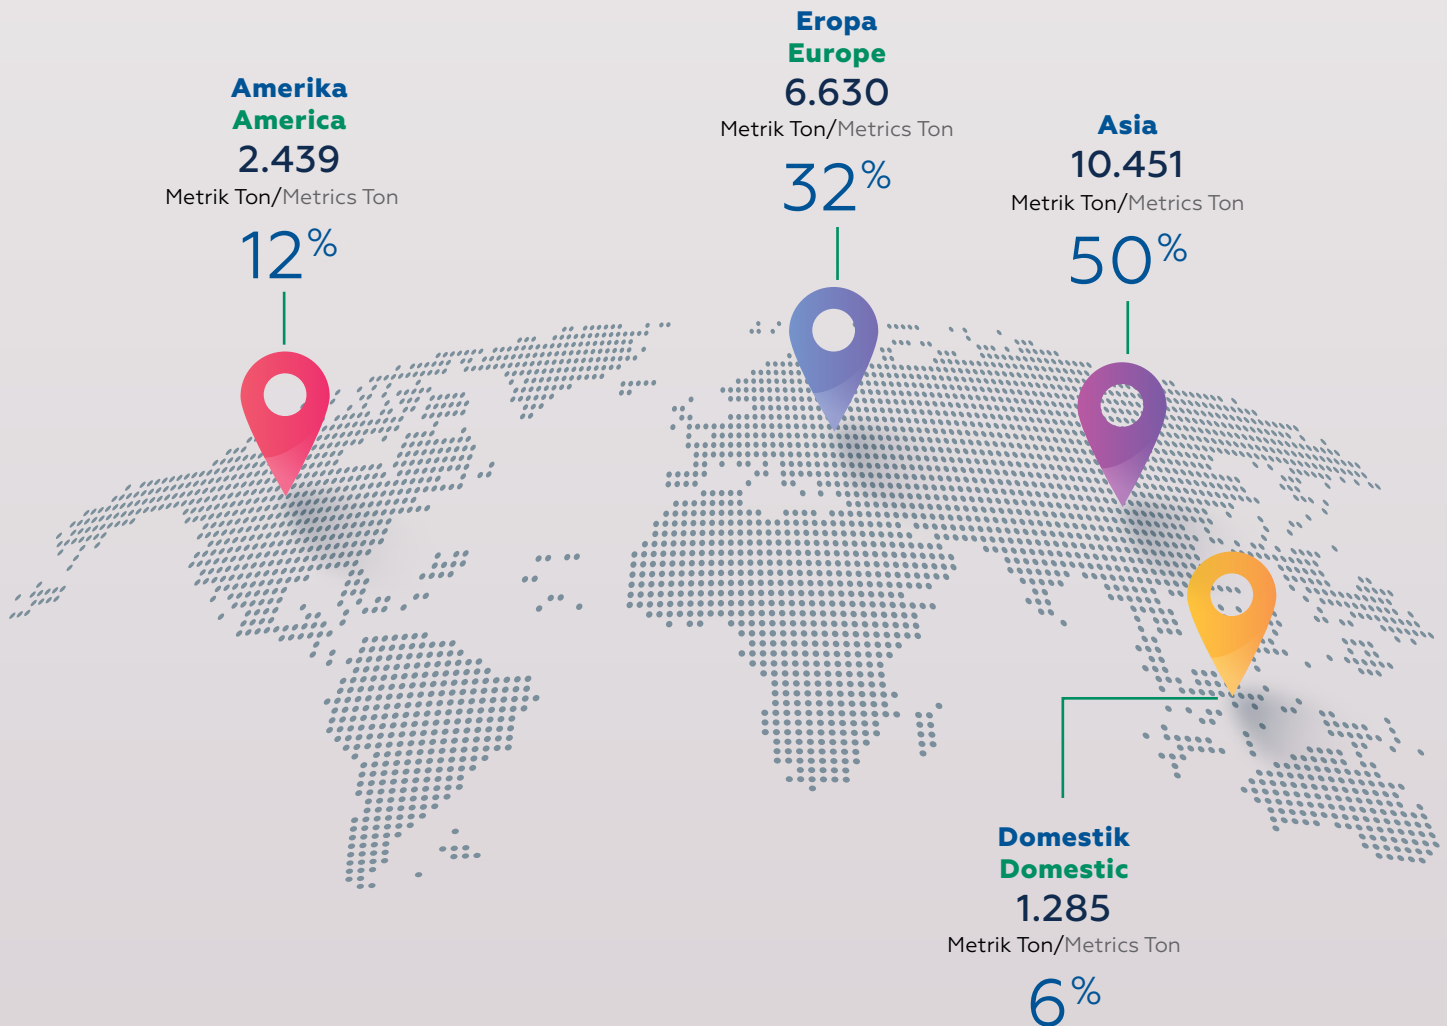 Amerika
America
2.439
Metrik Ton/Metrics Ton
12%
Eropa
Europe
6.630
Metrik Ton/Metrics Ton
32%
Asia
10.451
Metrik Ton/Metrics Ton
50%
Domestik
Domestic
1.285
Metrik Ton/Metrics Ton
6%